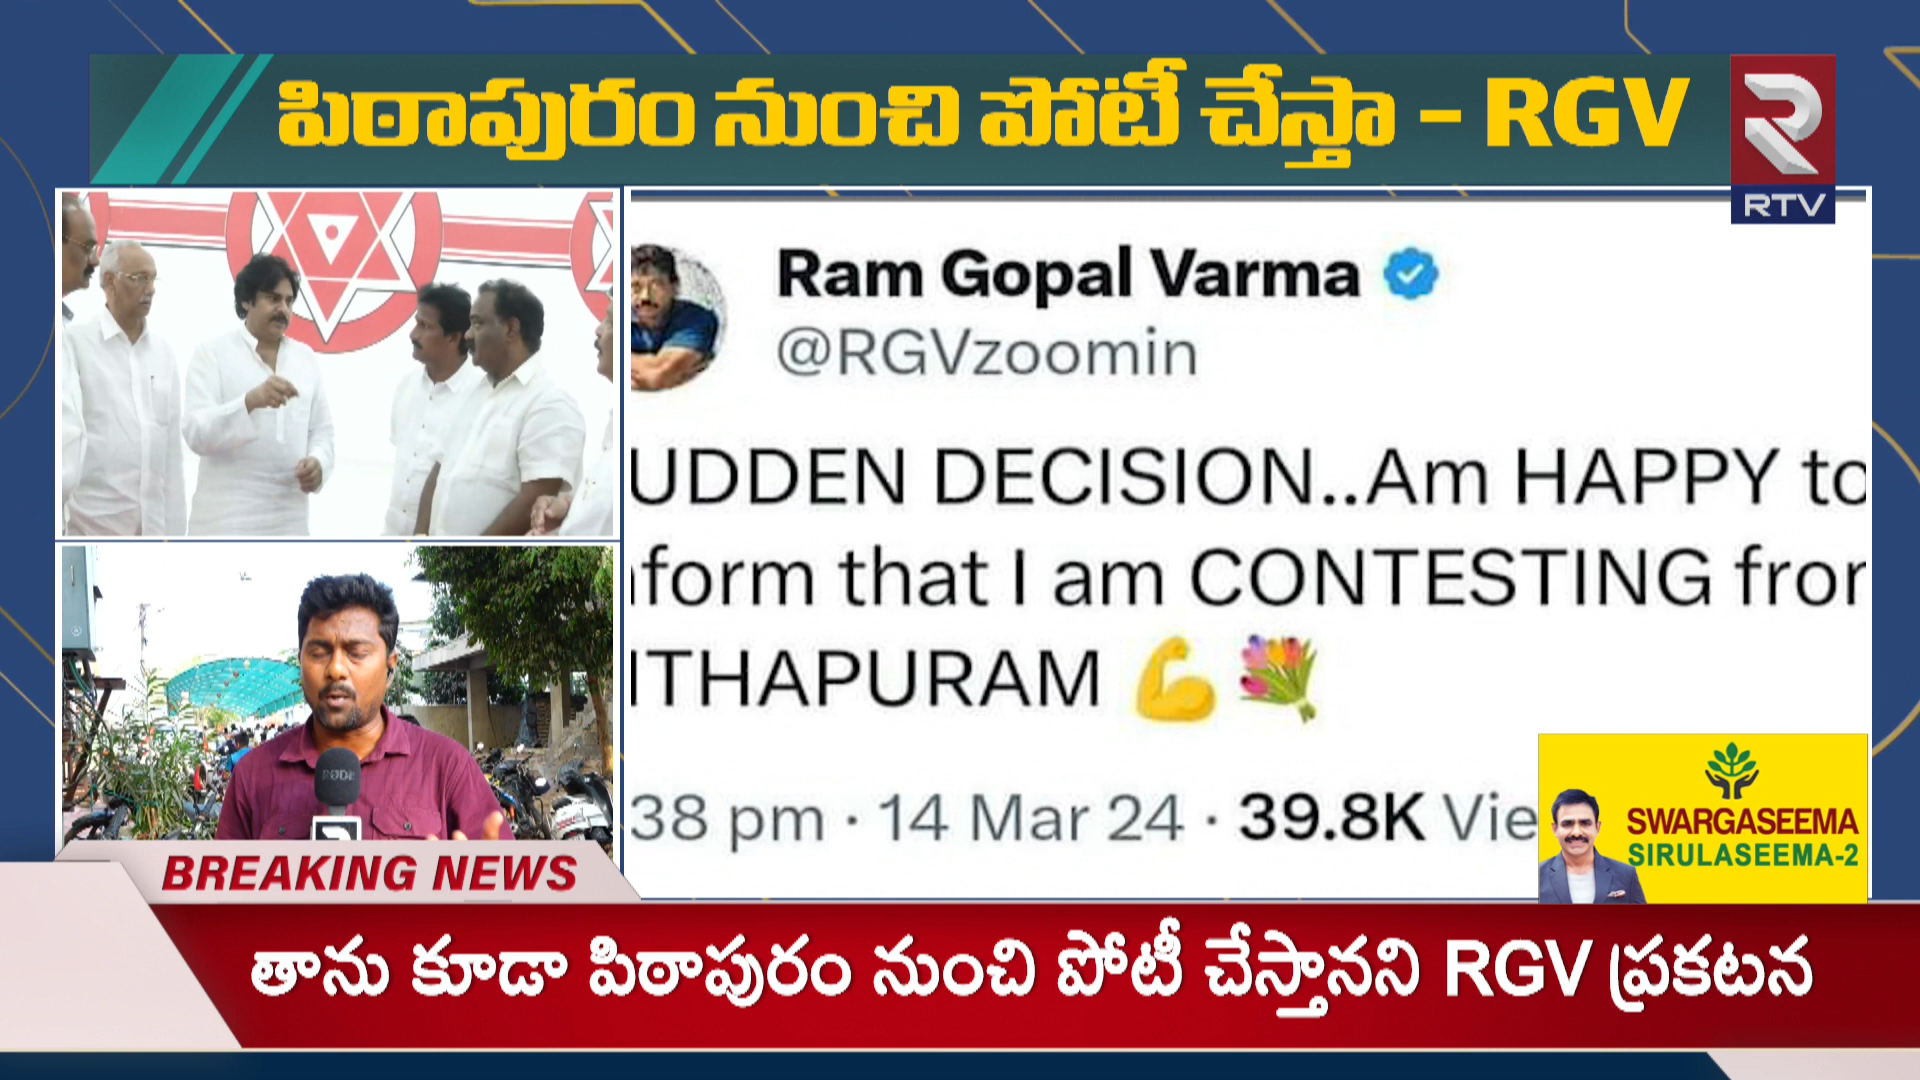 పిఠాపురం నుంచి పోటీ చేస్తా - RGV
RTV
Ram Gopal Varma
@RGVzoomin
UDDEN DECISION..Am HAPPY to
nform that I am CONTESTING from
ITHAPURAM 💪💐
38 pm · 14 Mar 24 · 39.8K Vie
RODE
SWARGASEEMA
SIRULASEEMA-2
BREAKING NEWS
తాను కూడా పిఠాపురం నుంచి పోటీ చేస్తానని RGV ప్రకటన